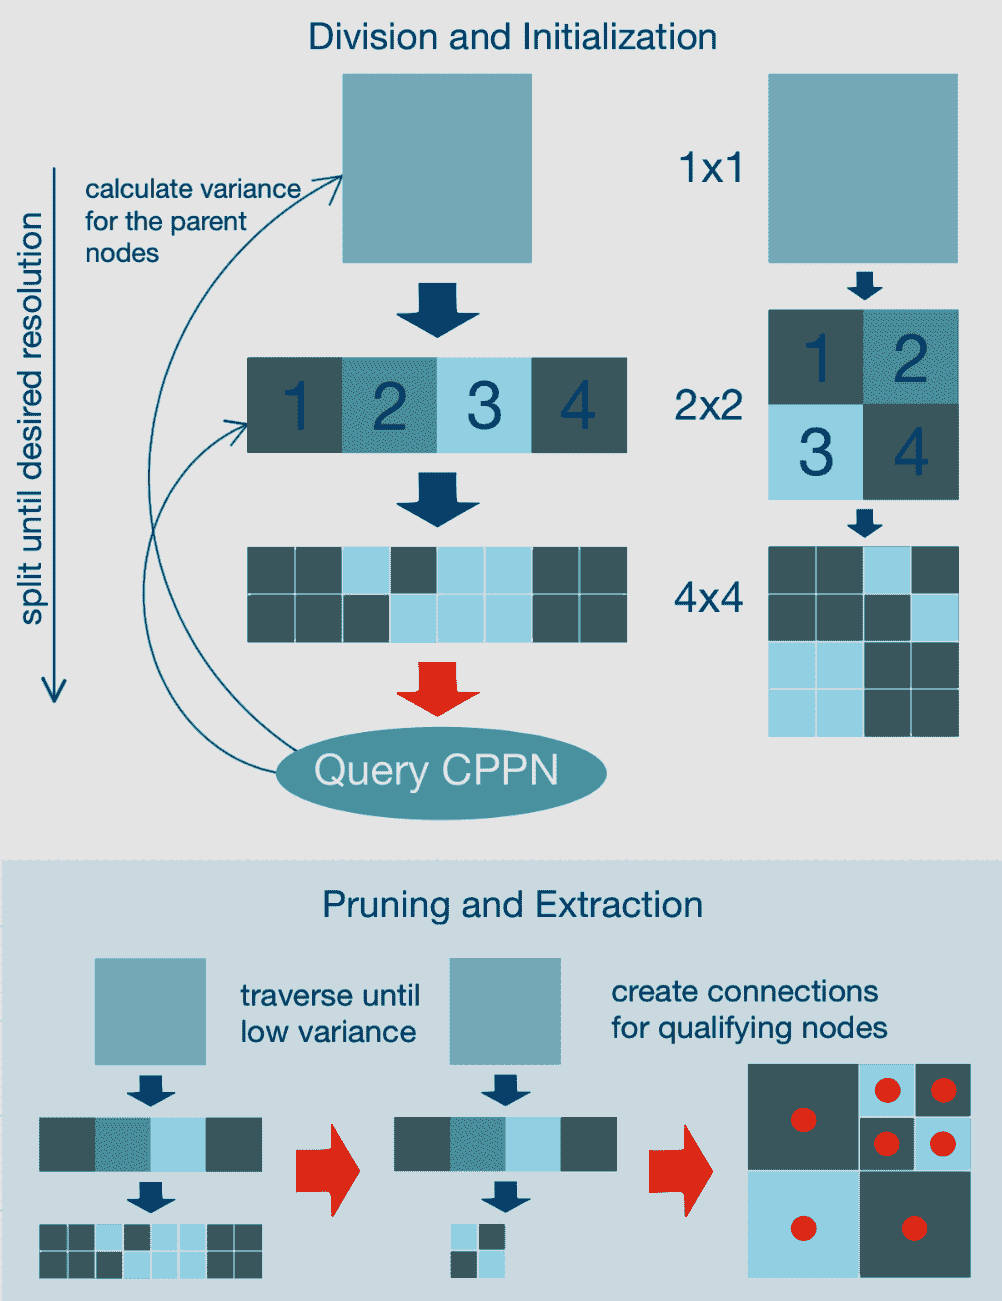 Division and Initialization
split until desired resolution
calculate variance
for the parent
nodes
1x1
1 2 3 4
2x2
1 2
3 4
4x4
Query CPPN
Pruning and Extraction
traverse until
low variance
create connections
for qualifying nodes